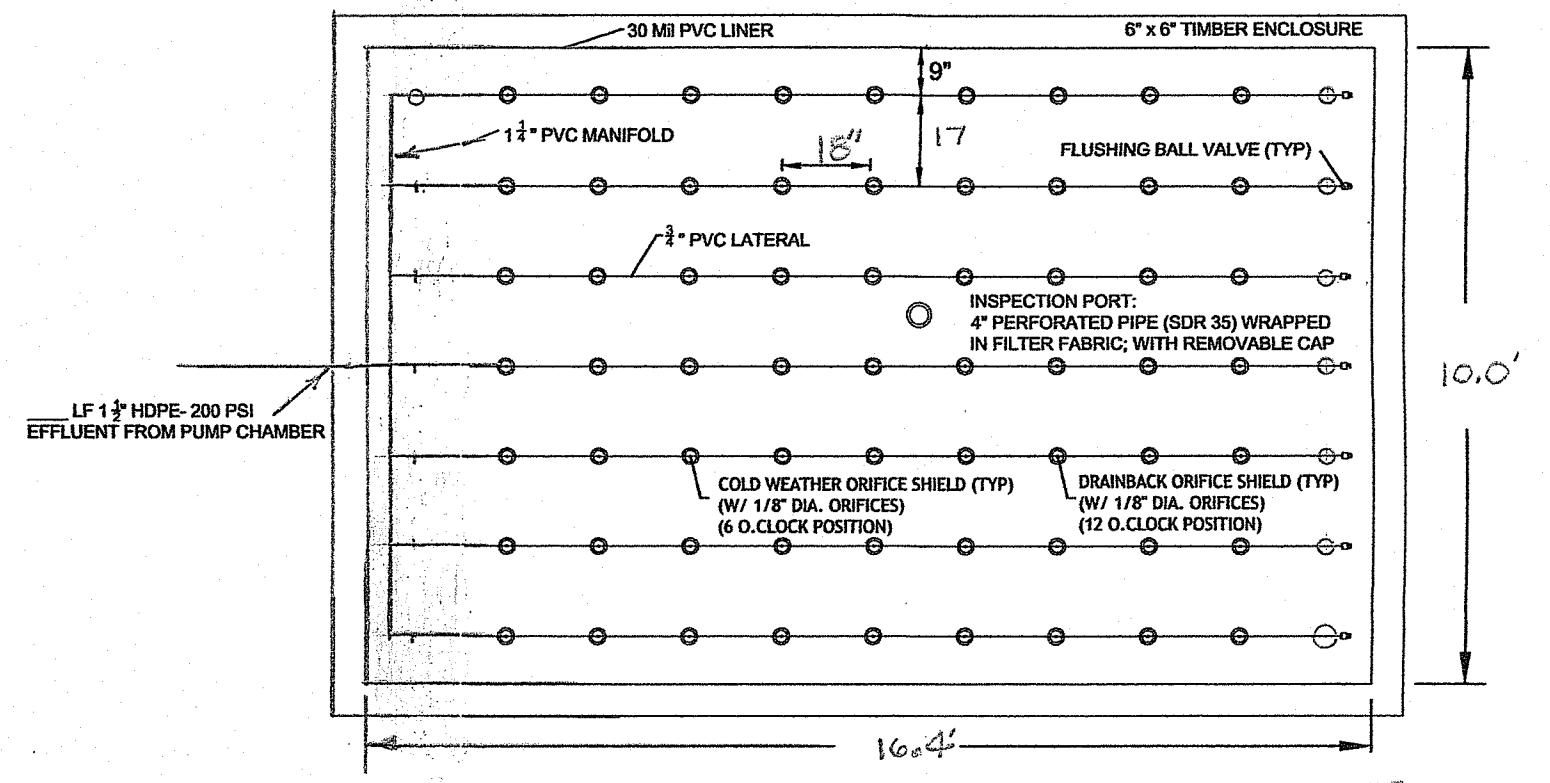 30 Mil PVC LINER
6" x 6" TIMBER ENCLOSURE
9"
1 1/4" PVC MANIFOLD
18"
17
FLUSHING BALL VALVE (TYP)
3/4" PVC LATERAL
INSPECTION PORT:
4" PERFORATED PIPE (SDR 35) WRAPPED
IN FILTER FABRIC; WITH REMOVABLE CAP
10.0'
____ LF 1 1/2" HDPE- 200 PSI
EFFLUENT FROM PUMP CHAMBER
COLD WEATHER ORIFICE SHIELD (TYP)
(W/ 1/8" DIA. ORIFICES)
(6 O.CLOCK POSITION)
DRAINBACK ORIFICE SHIELD (TYP)
(W/ 1/8" DIA. ORIFICES)
(12 O.CLOCK POSITION)
16.4'